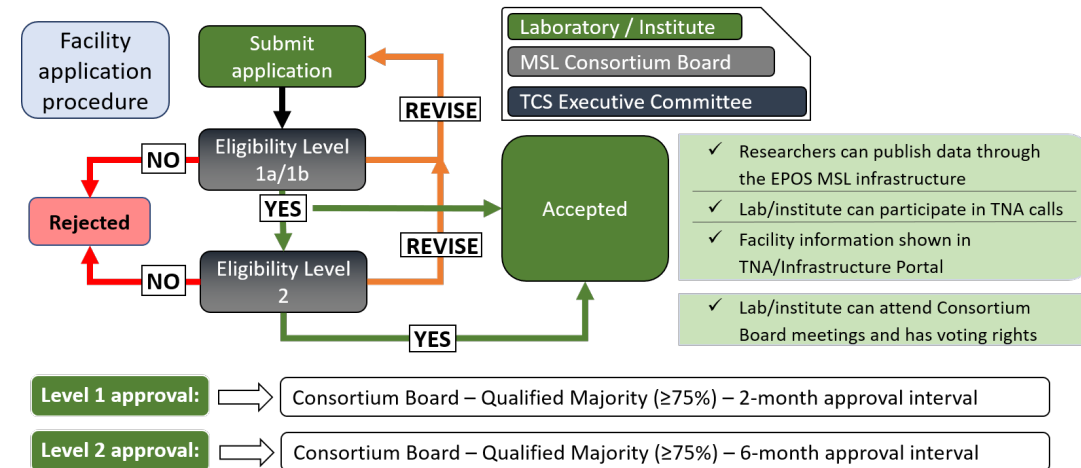 Facility
application
procedure
Submit
application
Laboratory / Institute
MSL Consortium Board
TCS Executive Committee
REVISE
Eligibility Level
1a/1b
NO
YES
Rejected
Accepted
REVISE
Eligibility Level
2
NO
YES
✓ Researchers can publish data through
the EPOS MSL infrastructure
✓ Lab/institute can participate in TNA calls
✓ Facility information shown in
TNA/Infrastructure Portal
✓ Lab/institute can attend Consortium
Board meetings and has voting rights
Level 1 approval:
Consortium Board – Qualified Majority (≥75%) – 2-month approval interval
Level 2 approval:
Consortium Board – Qualified Majority (≥75%) – 6-month approval interval